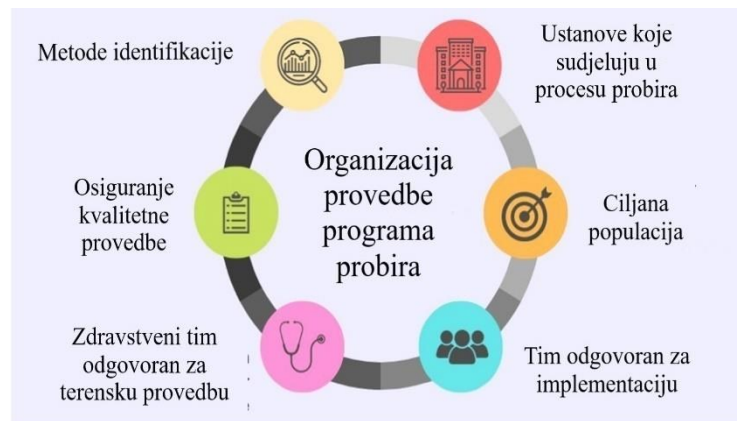 Metode identifikacije
Ustanove koje
sudjeluju u
procesu probira
Organizacija
provedbe
programa
probira
Osiguranje
kvalitetne
provedbe
Ciljana
populacija
Zdravstveni tim
odgovoran za
terensku provedbu
Tim odgovoran za
implementaciju